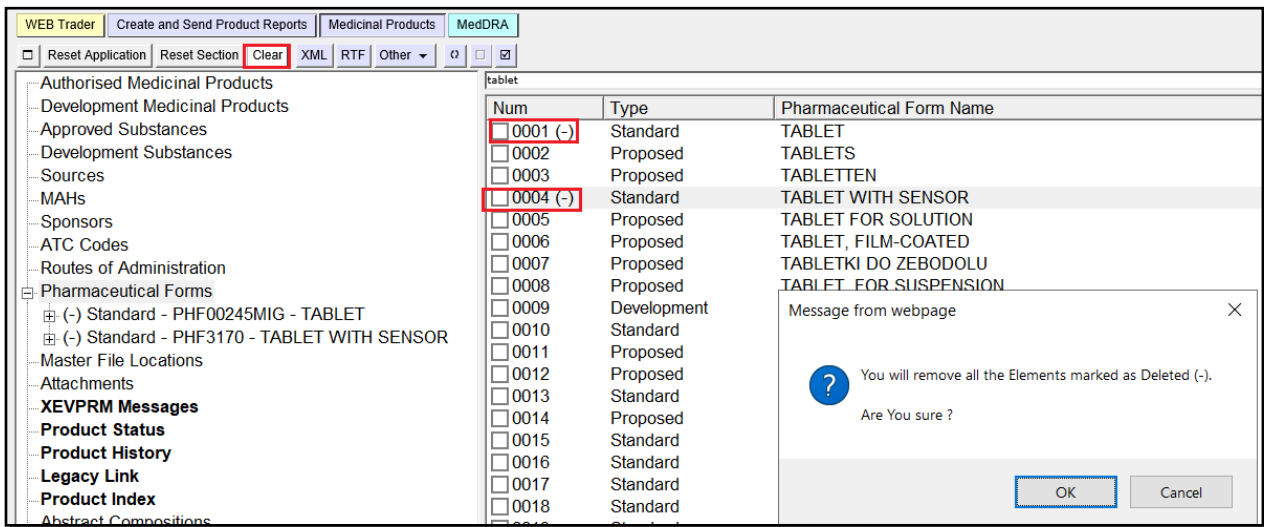 WEB Trader Create and Send Product Reports Medicinal Products MedDRA
Reset Application Reset Section Clear XML RTF Other
Authorised Medicinal Products
Development Medicinal Products
Approved Substances
Development Substances
Sources
MAHs
Sponsors
ATC Codes
Routes of Administration
Pharmaceutical Forms
(-) Standard - PHF00245MIG - TABLET
(-) Standard - PHF3170 - TABLET WITH SENSOR
Master File Locations
Attachments
XEVPRM Messages
Product Status
Product History
Legacy Link
Product Index
Abstract Compositions
tablet
Num Type Pharmaceutical Form Name
0001 (-) Standard TABLET
0002 Proposed TABLETS
0003 Proposed TABLETTEN
0004 (-) Standard TABLET WITH SENSOR
0005 Proposed TABLET FOR SOLUTION
0006 Proposed TABLET, FILM-COATED
0007 Proposed TABLETKI DO ZEBODOLU
0008 Proposed TABLET, FOR SUSPENSION
0009 Development
0010 Standard
0011 Proposed
0012 Proposed
0013 Standard
0014 Proposed
0015 Standard
0016 Standard
0017 Standard
0018 Standard
Message from webpage
You will remove all the Elements marked as Deleted (-).
Are You sure ?
OK Cancel